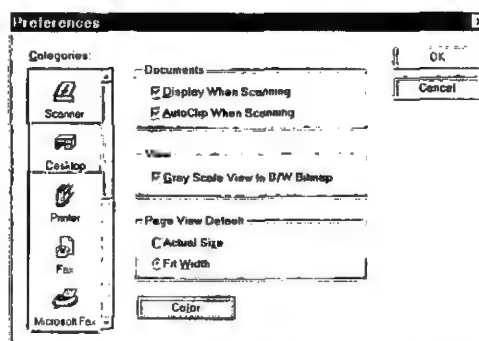 Preferences
Categories:
Scanner
Desktop
Printer
Fax
Microsoft Fax
Documents
Display When Scanning
AutoClip When Scanning
View
Gray Scale View in B/W Bitmap
Page View Default
Actual Size
Fit Width
Color
OK
Cancel